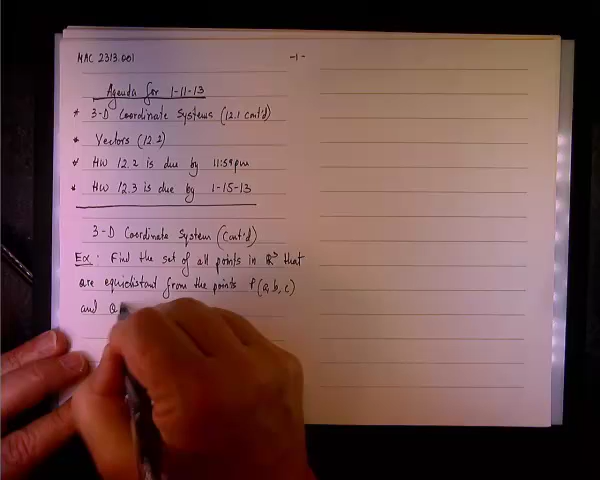 MAC 2313.001
-1-
Agenda for 1-11-13
* 3-D Coordinate Systems (12.1 cont'd)
* Vectors (12.2)
* HW 12.2 is due by 11:59pm
* HW 12.3 is due by 1-15-13
3-D Coordinate System (Cont'd)
Ex: Find the set of all points in ℝ³ that
are equidistant from the points P(a,b,c)
and Q